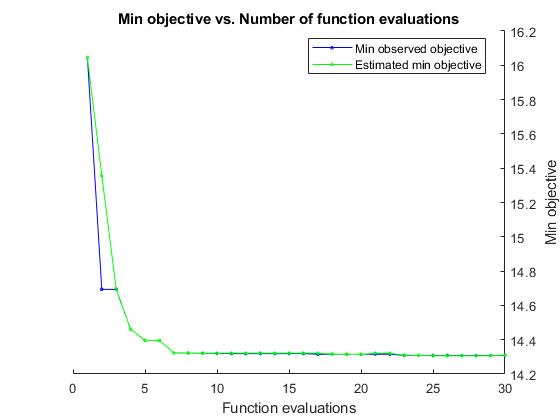 Min objective vs. Number of function evaluations
Min observed objective
Estimated min objective
16.2
16
15.8
15.6
15.4
15.2
15
14.8
14.6
14.4
14.2
Min objective
0 5 10 15 20 25 30
Function evaluations